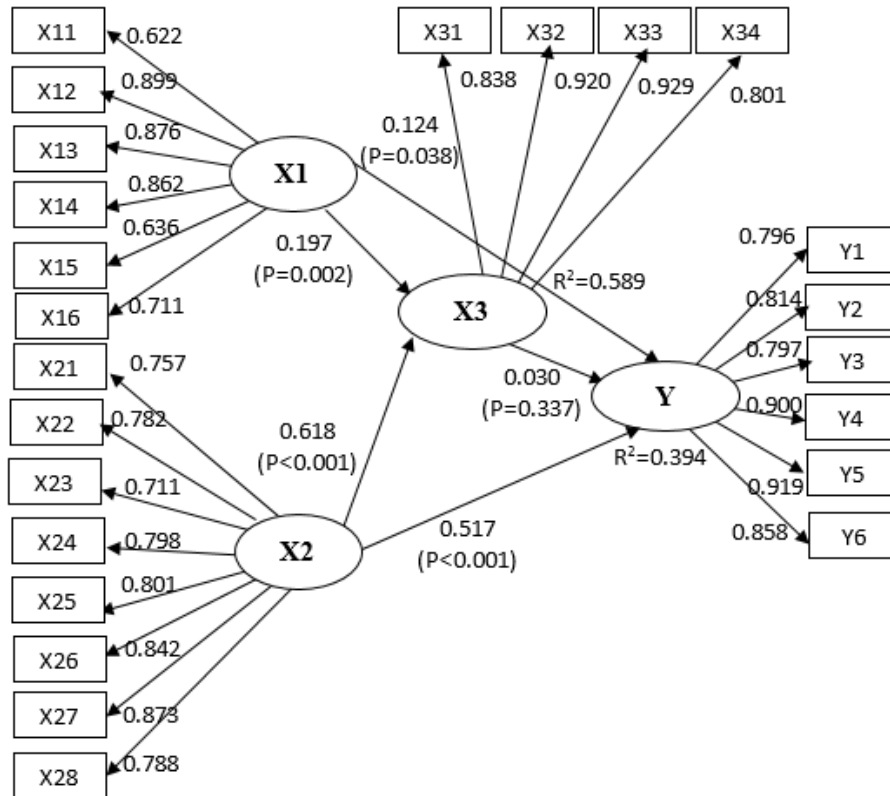 X11
0.622
X12
0.899
X13
0.876
X14
0.862
X15
0.636
X16
0.711
X1
X31
X32
X33
X34
0.838
0.920
0.929
0.801
0.124
(P=0.038)
0.197
(P=0.002)
X3
R²=0.589
0.030
(P=0.337)
Y
R²=0.394
0.796
Y1
0.814
Y2
0.797
Y3
0.900
Y4
0.919
Y5
0.858
Y6
X21
0.757
X22
0.782
X23
0.711
X24
0.798
X25
0.801
X26
0.842
X27
0.873
X28
0.788
X2
0.618
(P<0.001)
0.517
(P<0.001)